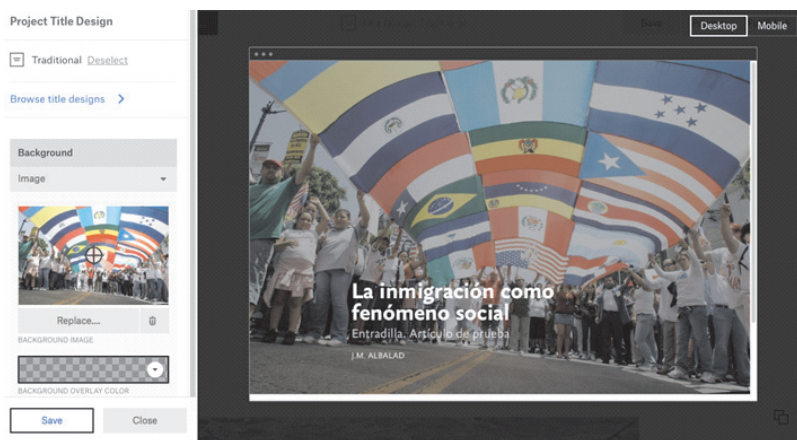 Project Title Design
Traditional Deselect
Browse title designs
Background
Image
Replace....
BACKGROUND IMAGE
BACKGROUND OVERLAY COLOR
Save
Close
Save
Desktop
Mobile
La inmigración como
fenómeno social
Entradilla. Artículo de prueba
J.M. ALBALAD